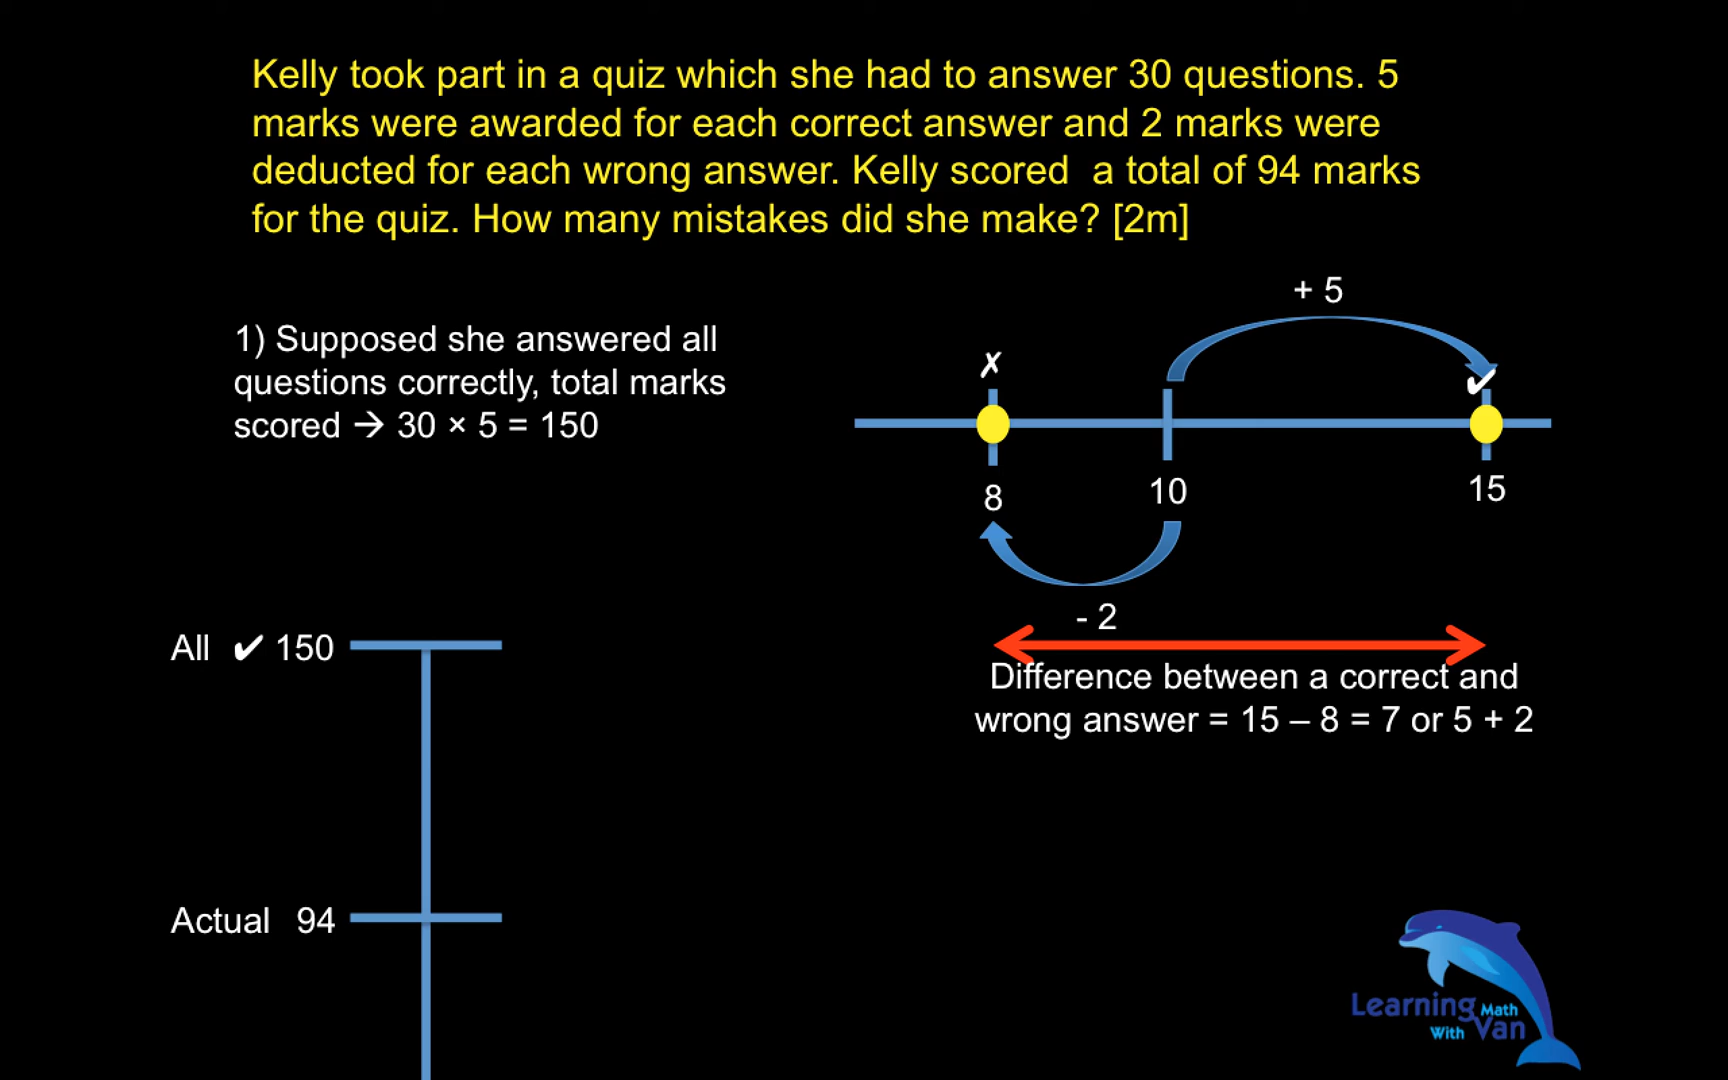 Kelly took part in a quiz which she had to answer 30 questions. 5
marks were awarded for each correct answer and 2 marks were
deducted for each wrong answer. Kelly scored  a total of 94 marks
for the quiz. How many mistakes did she make? [2m]
1) Supposed she answered all
questions correctly, total marks
scored → 30 × 5 = 150
+ 5
✗ ✔
8 10 15
- 2
Difference between a correct and
wrong answer = 15 – 8 = 7 or 5 + 2
All ✔ 150
Actual 94
Learning Math
With Van